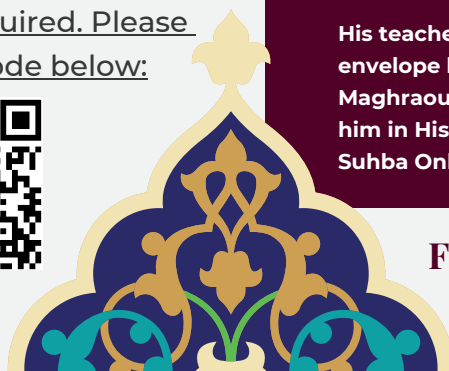 uired. Please
ode below:
His teache
envelope
Maghraou
him in His
Suhba Onl
F